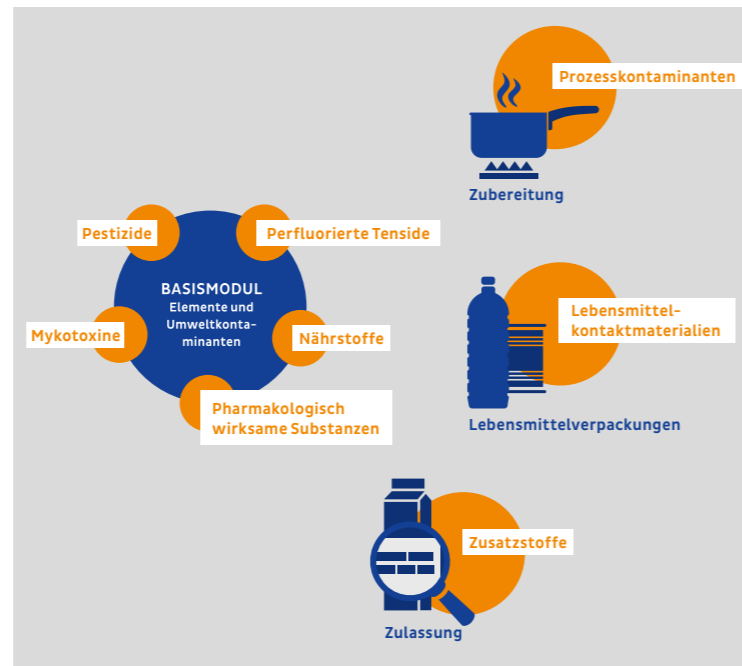 Prozesskontaminanten
Zubereitung
Pestizide
Perfluorierte Tenside
BASISMODUL
Elemente und
Umweltkonta-
minanten
Mykotoxine
Nährstoffe
Pharmakologisch
wirksame Substanzen
Lebensmittel-
kontaktmaterialien
Lebensmittelverpackungen
Zusatzstoffe
Zulassung